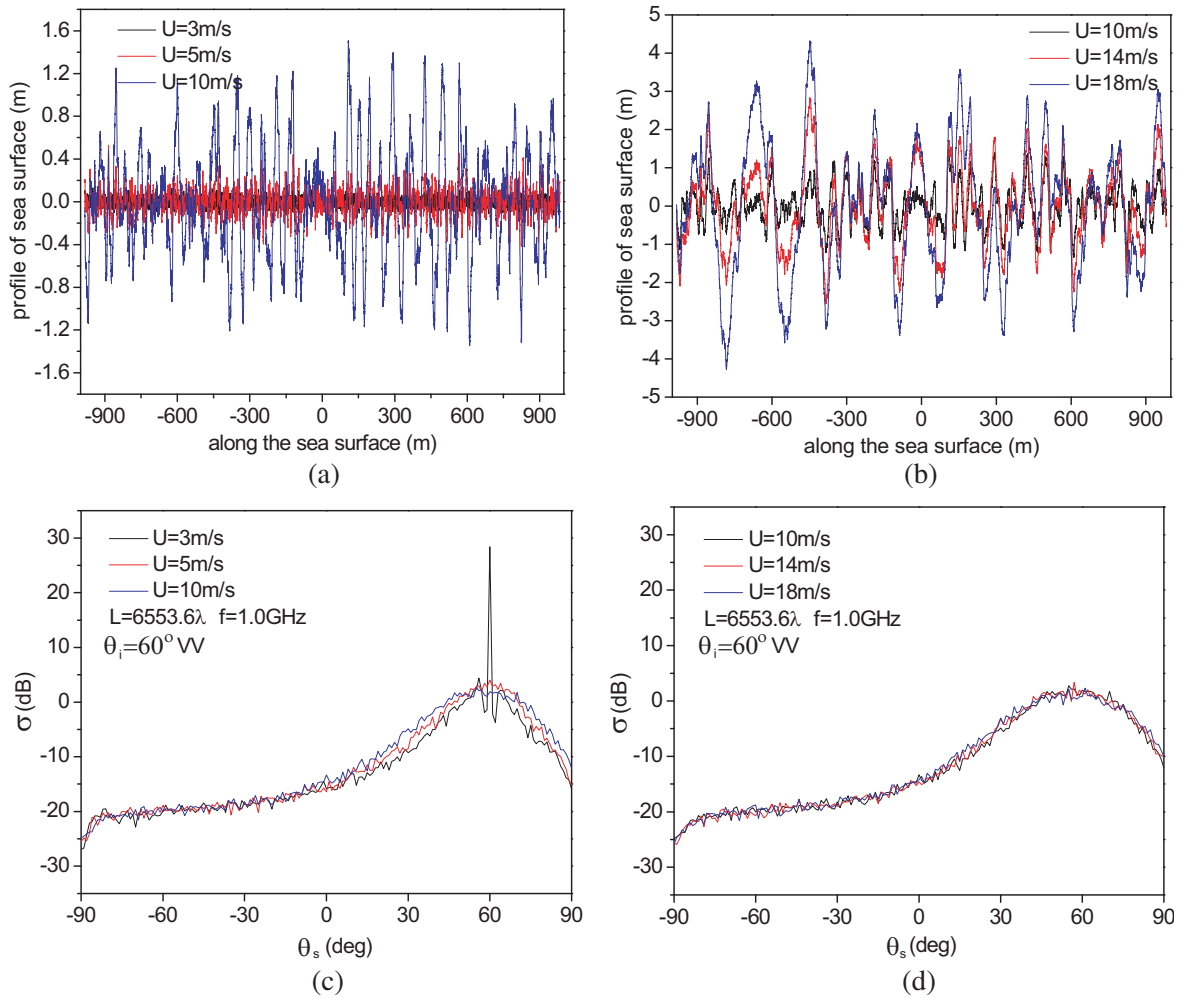 U=3m/s
U=5m/s
U=10m/s
profile of sea surface (m)
1.6
1.2
0.8
0.4
0.0
-0.4
-0.8
-1.2
-1.6
-900 -600 -300 0 300 600 900
along the sea surface (m)
(a)
U=10m/s
U=14m/s
U=18m/s
profile of sea surface (m)
5
4
3
2
1
0
-1
-2
-3
-4
-5
-900 -600 -300 0 300 600 900
along the sea surface (m)
(b)
U=3m/s
U=5m/s
U=10m/s
L=6553.6λ f=1.0GHz
θi=60° VV
σ (dB)
30
20
10
0
-10
-20
-30
-90 -60 -30 0 30 60 90
θs (deg)
(c)
U=10m/s
U=14m/s
U=18m/s
L=6553.6λ f=1.0GHz
θi=60° VV
σ (dB)
30
20
10
0
-10
-20
-30
-90 -60 -30 0 30 60 90
θs (deg)
(d)